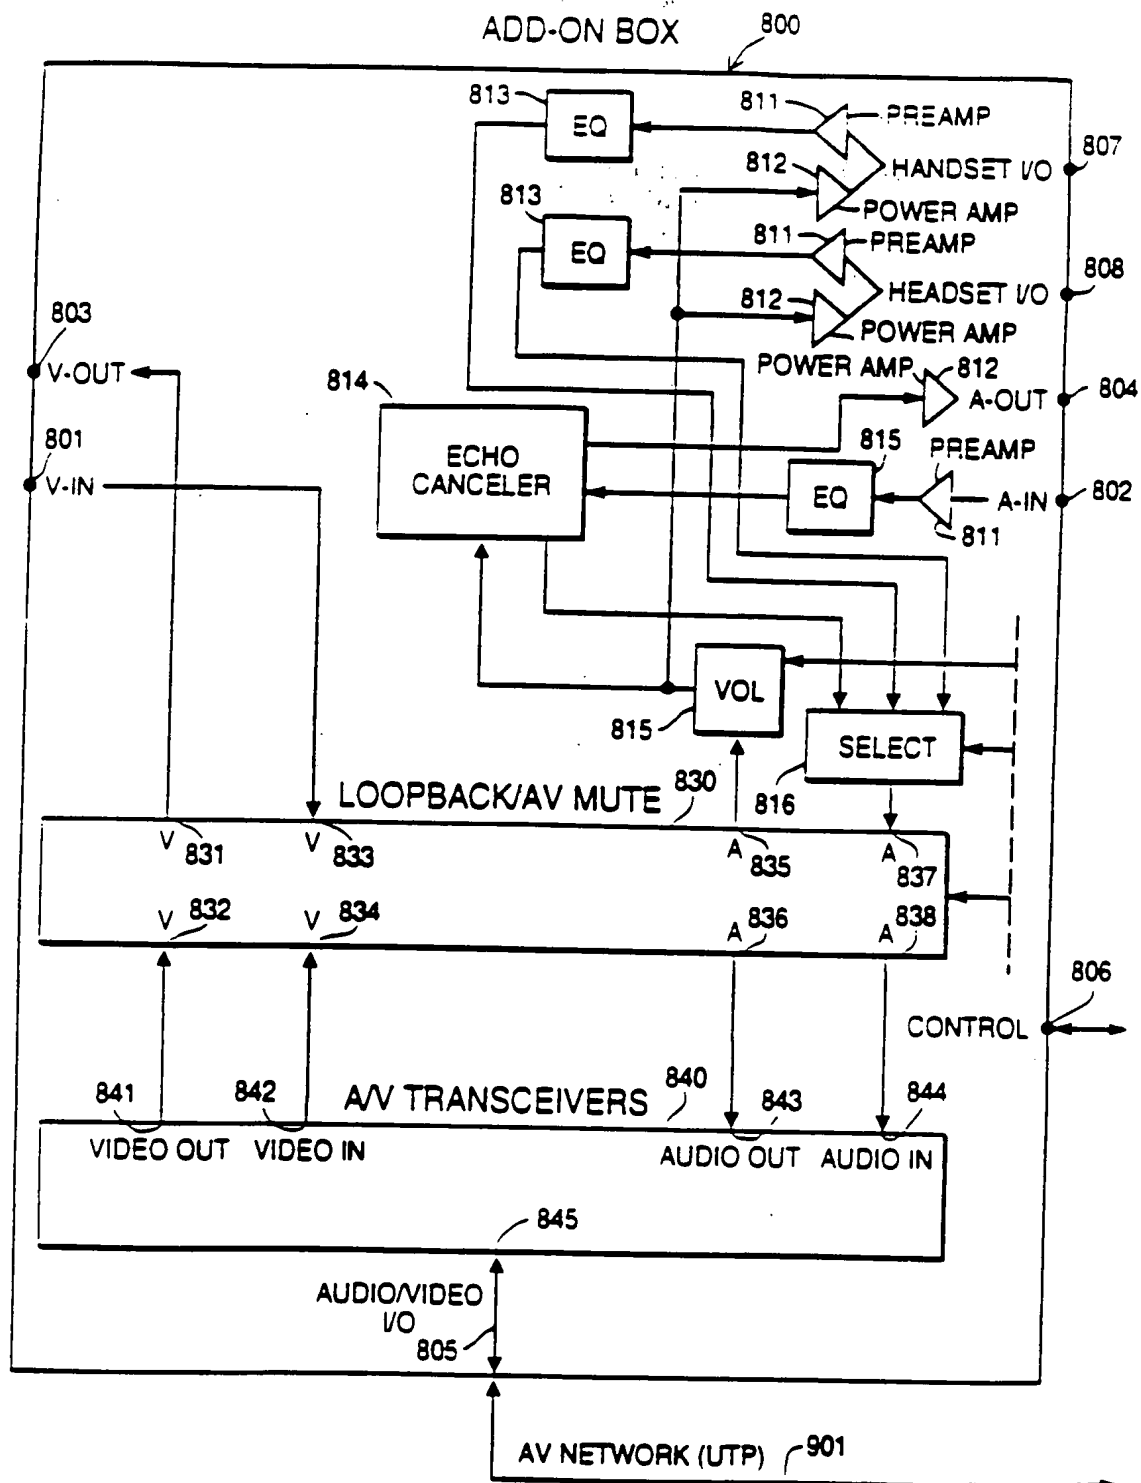 ADD-ON BOX
800
813
EQ
811
PREAMP
807
HANDSET I/O
812
POWER AMP
813
EQ
811
PREAMP
808
HEADSET I/O
812
POWER AMP
803
V-OUT
814
POWER AMP
812
A-OUT
804
801
V-IN
ECHO
CANCELER
815
EQ
PREAMP
A-IN
802
811
VOL
815
SELECT
816
LOOPBACK/AV MUTE
830
V
831
V
833
A
835
A
837
V
832
V
834
A
836
A
838
806
CONTROL
841
842
A/V TRANSCEIVERS
840
843
844
VIDEO OUT
VIDEO IN
AUDIO OUT
AUDIO IN
845
AUDIO/VIDEO
I/O
805
AV NETWORK (UTP)
901